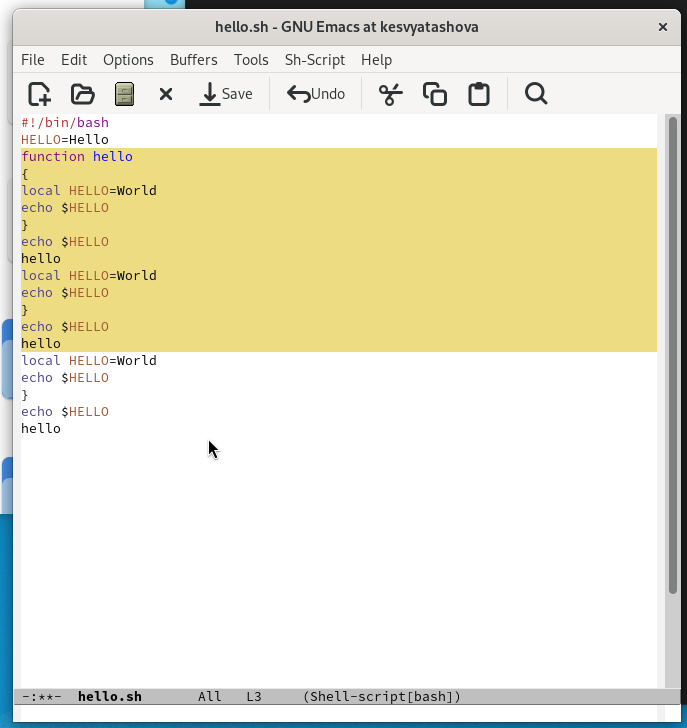 hello.sh - GNU Emacs at kesvyatashova ×
File Edit Options Buffers Tools Sh-Script Help
Save Undo
#!/bin/bash
HELLO=Hello
function hello
{
local HELLO=World
echo $HELLO
}
echo $HELLO
hello
local HELLO=World
echo $HELLO
}
echo $HELLO
hello
local HELLO=World
echo $HELLO
}
echo $HELLO
hello
-:**- hello.sh All L3 (Shell-script[bash])